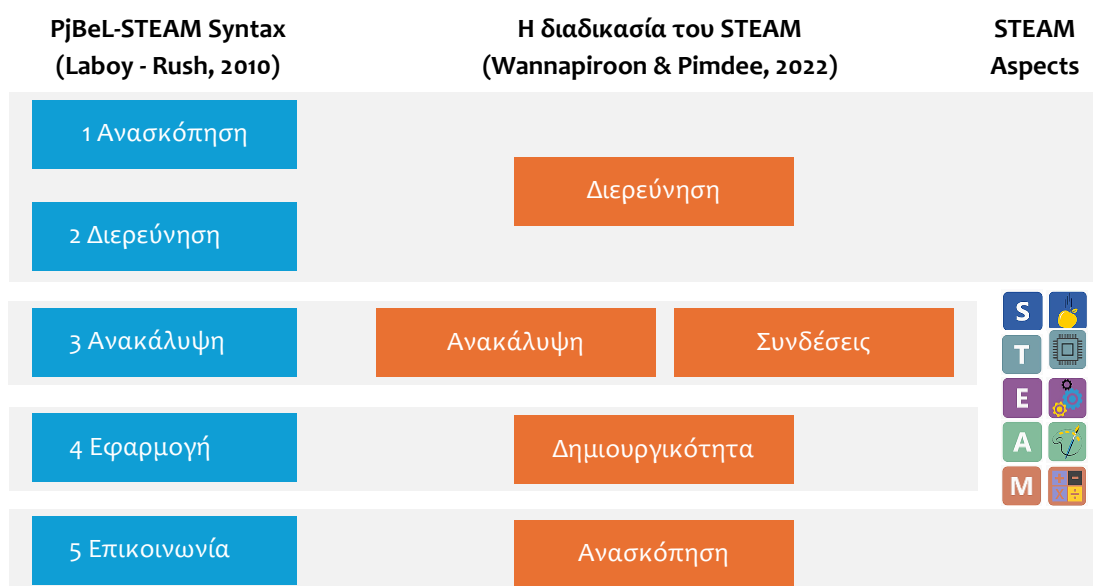 PjBeL-STEAM Syntax
(Laboy - Rush, 2010)
Η διαδικασία του STEAM
(Wannapiroon & Pimdee, 2022)
STEAM
Aspects
1 Ανασκόπηση
Διερεύνηση
2 Διερεύνηση
3 Ανακάλυψη
Ανακάλυψη
Συνδέσεις
S
T
E
A
M
4 Εφαρμογή
Δημιουργικότητα
5 Επικοινωνία
Ανασκόπηση